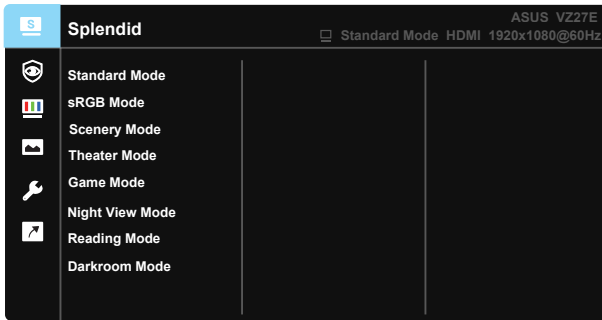 S
Splendid
ASUS VZ27E
Standard Mode HDMI 1920x1080@60Hz
Standard Mode
sRGB Mode
Scenery Mode
Theater Mode
Game Mode
Night View Mode
Reading Mode
Darkroom Mode